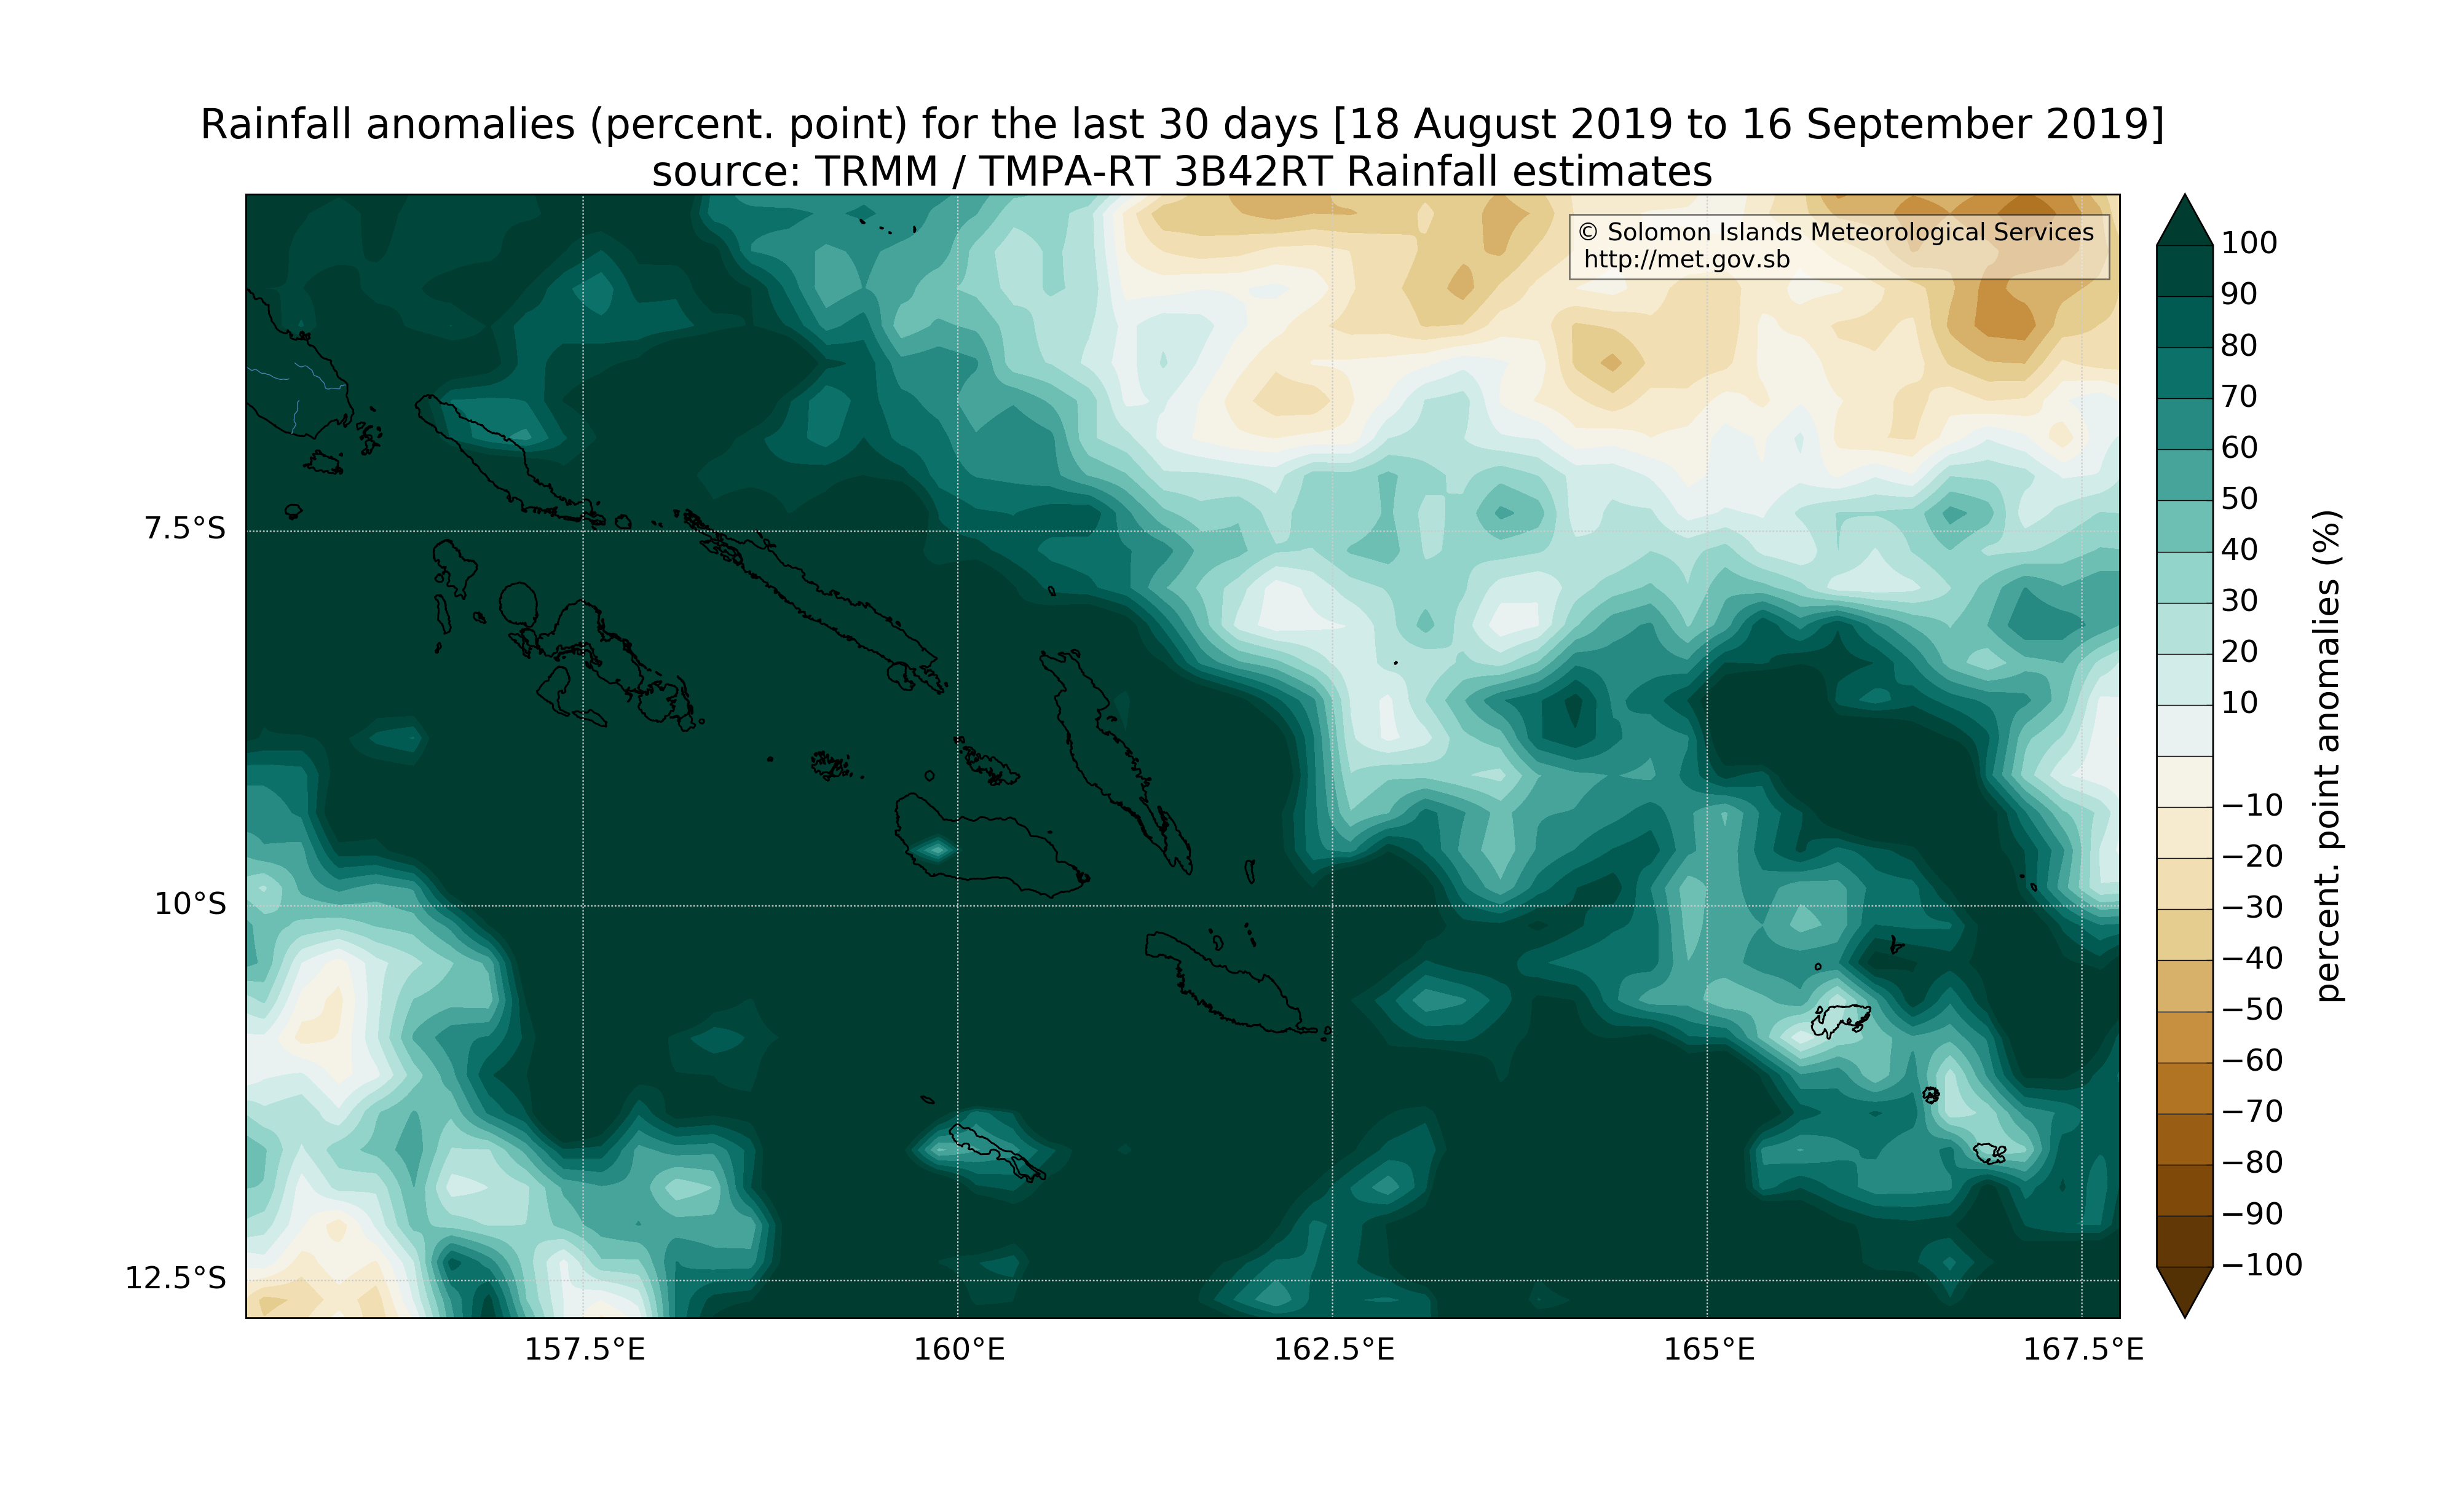 Rainfall anomalies (percent. point) for the last 30 days [18 August 2019 to 16 September 2019]
source: TRMM / TMPA-RT 3B42RT Rainfall estimates
© Solomon Islands Meteorological Services
http://met.gov.sb
7.5°S
10°S
12.5°S
157.5°E
160°E
162.5°E
165°E
167.5°E
100
90
80
70
60
50
40
30
20
10
−10
−20
−30
−40
−50
−60
−70
−80
−90
−100
percent. point anomalies (%)